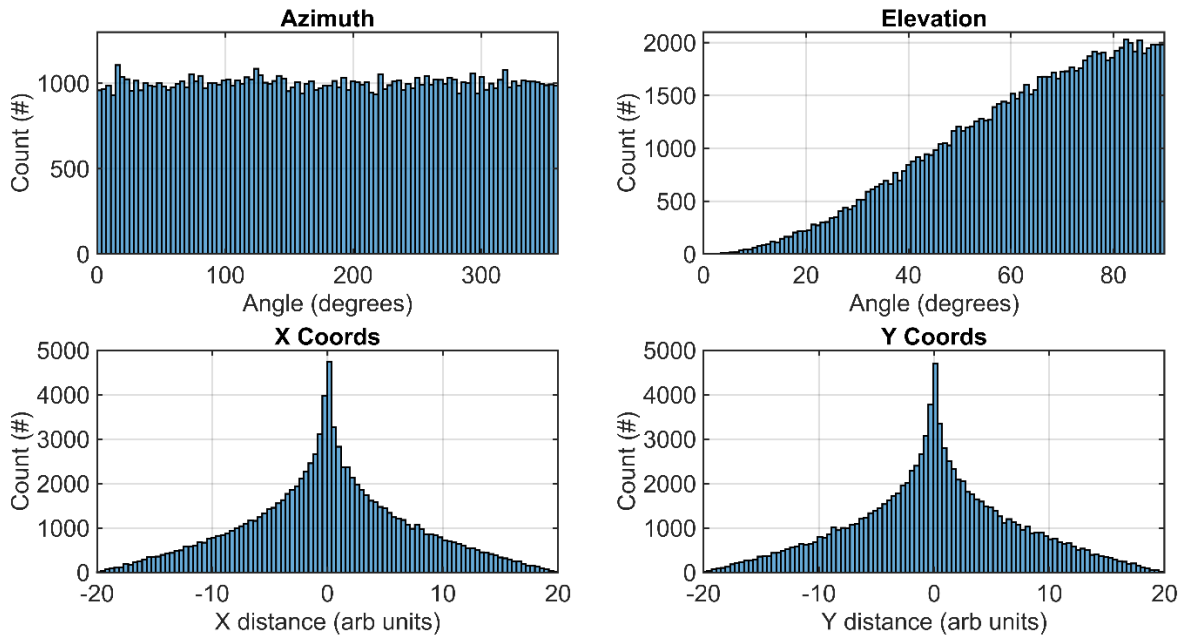 Azimuth
1000
500
0
Count (#)
0 100 200 300
Angle (degrees)
Elevation
2000
1500
1000
500
0
Count (#)
0 20 40 60 80
Angle (degrees)
X Coords
5000
4000
3000
2000
1000
0
Count (#)
-20 -10 0 10 20
X distance (arb units)
Y Coords
5000
4000
3000
2000
1000
0
Count (#)
-20 -10 0 10 20
Y distance (arb units)